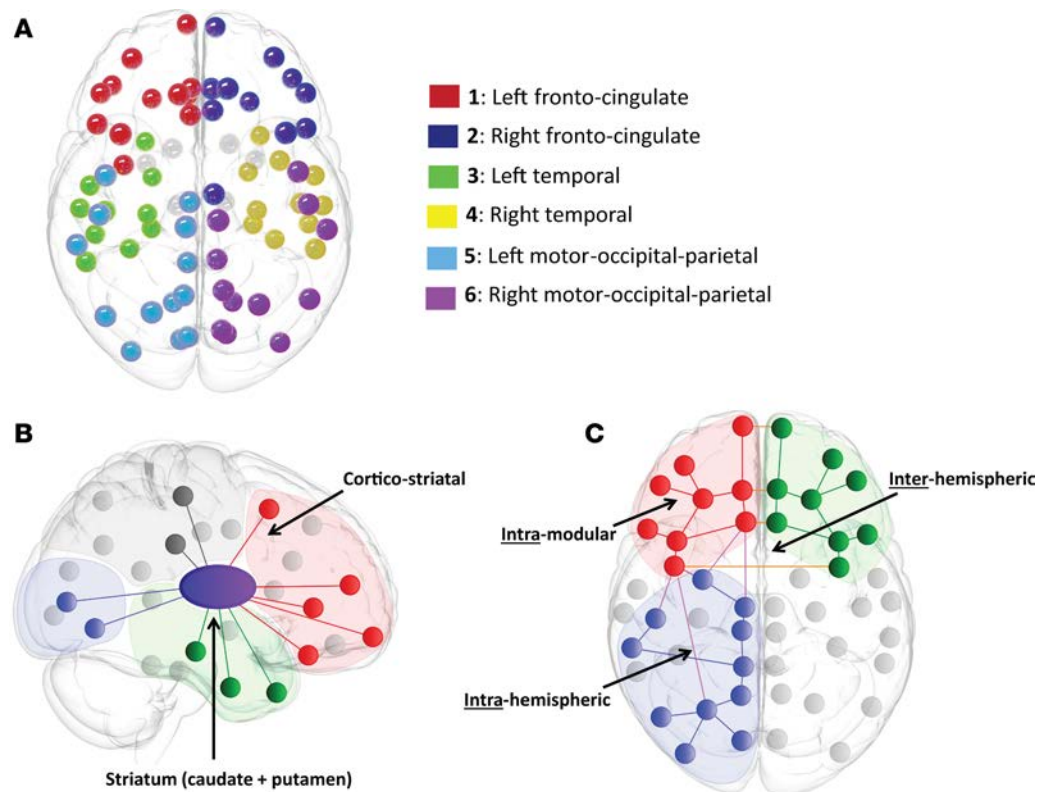 A
1: Left fronto-cingulate
2: Right fronto-cingulate
3: Left temporal
4: Right temporal
5: Left motor-occipital-parietal
6: Right motor-occipital-parietal
B
Cortico-striatal
Striatum (caudate + putamen)
C
Inter-hemispheric
Intra-modular
Intra-hemispheric